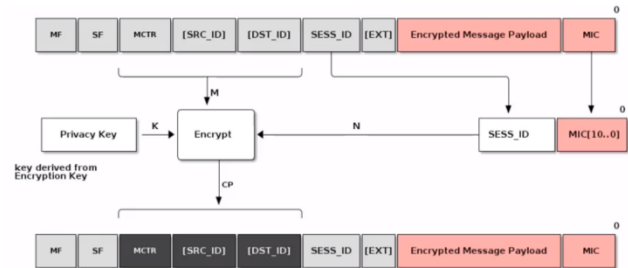 0
MF SF MCTR [SRC_ID] [DST_ID] SESS_ID [EXT] Encrypted Message Payload MIC
M
0
Privacy Key K Encrypt N SESS_ID MIC[10..0]
key derived from
Encryption Key
CP
0
MF SF MCTR [SRC_ID] [DST_ID] SESS_ID [EXT] Encrypted Message Payload MIC